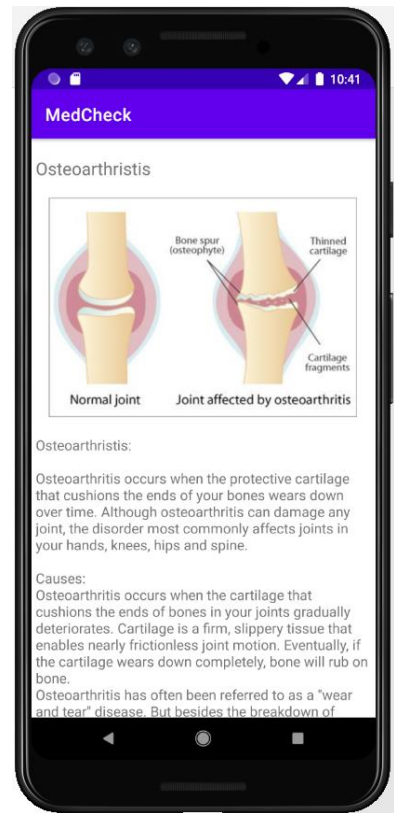 10:41
MedCheck
Osteoarthristis
Bone spur
(osteophyte)
Thinned
cartilage
Cartilage
fragments
Normal joint
Joint affected by osteoarthritis
Osteoarthristis:
Osteoarthritis occurs when the protective cartilage
that cushions the ends of your bones wears down
over time. Although osteoarthritis can damage any
joint, the disorder most commonly affects joints in
your hands, knees, hips and spine.
Causes:
Osteoarthritis occurs when the cartilage that
cushions the ends of bones in your joints gradually
deteriorates. Cartilage is a firm, slippery tissue that
enables nearly frictionless joint motion. Eventually, if
the cartilage wears down completely, bone will rub on
bone.
Osteoarthritis has often been referred to as a "wear
and tear" disease. But besides the breakdown of